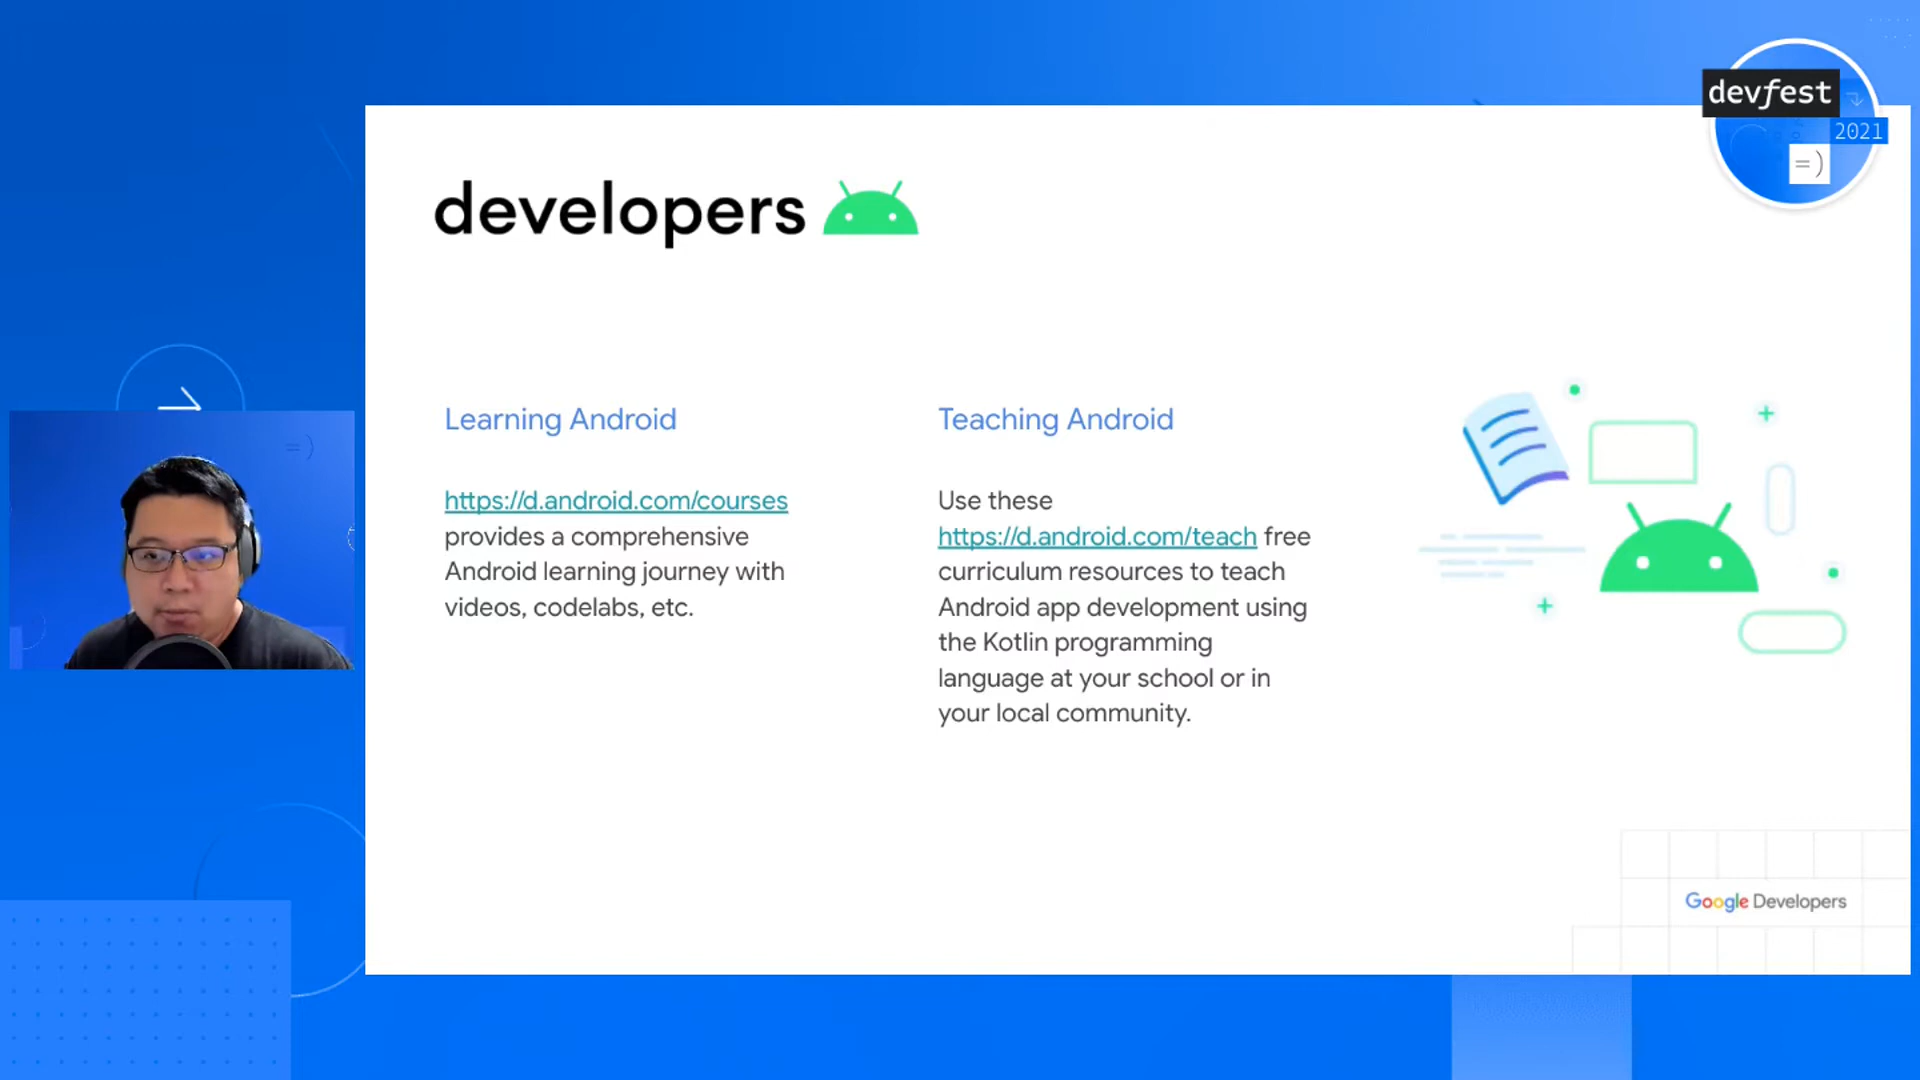 devfest
2021
=)
developers
Learning Android
https://d.android.com/courses
provides a comprehensive
Android learning journey with
videos, codelabs, etc.
Teaching Android
Use these
https://d.android.com/teach free
curriculum resources to teach
Android app development using
the Kotlin programming
language at your school or in
your local community.
=)
Google Developers